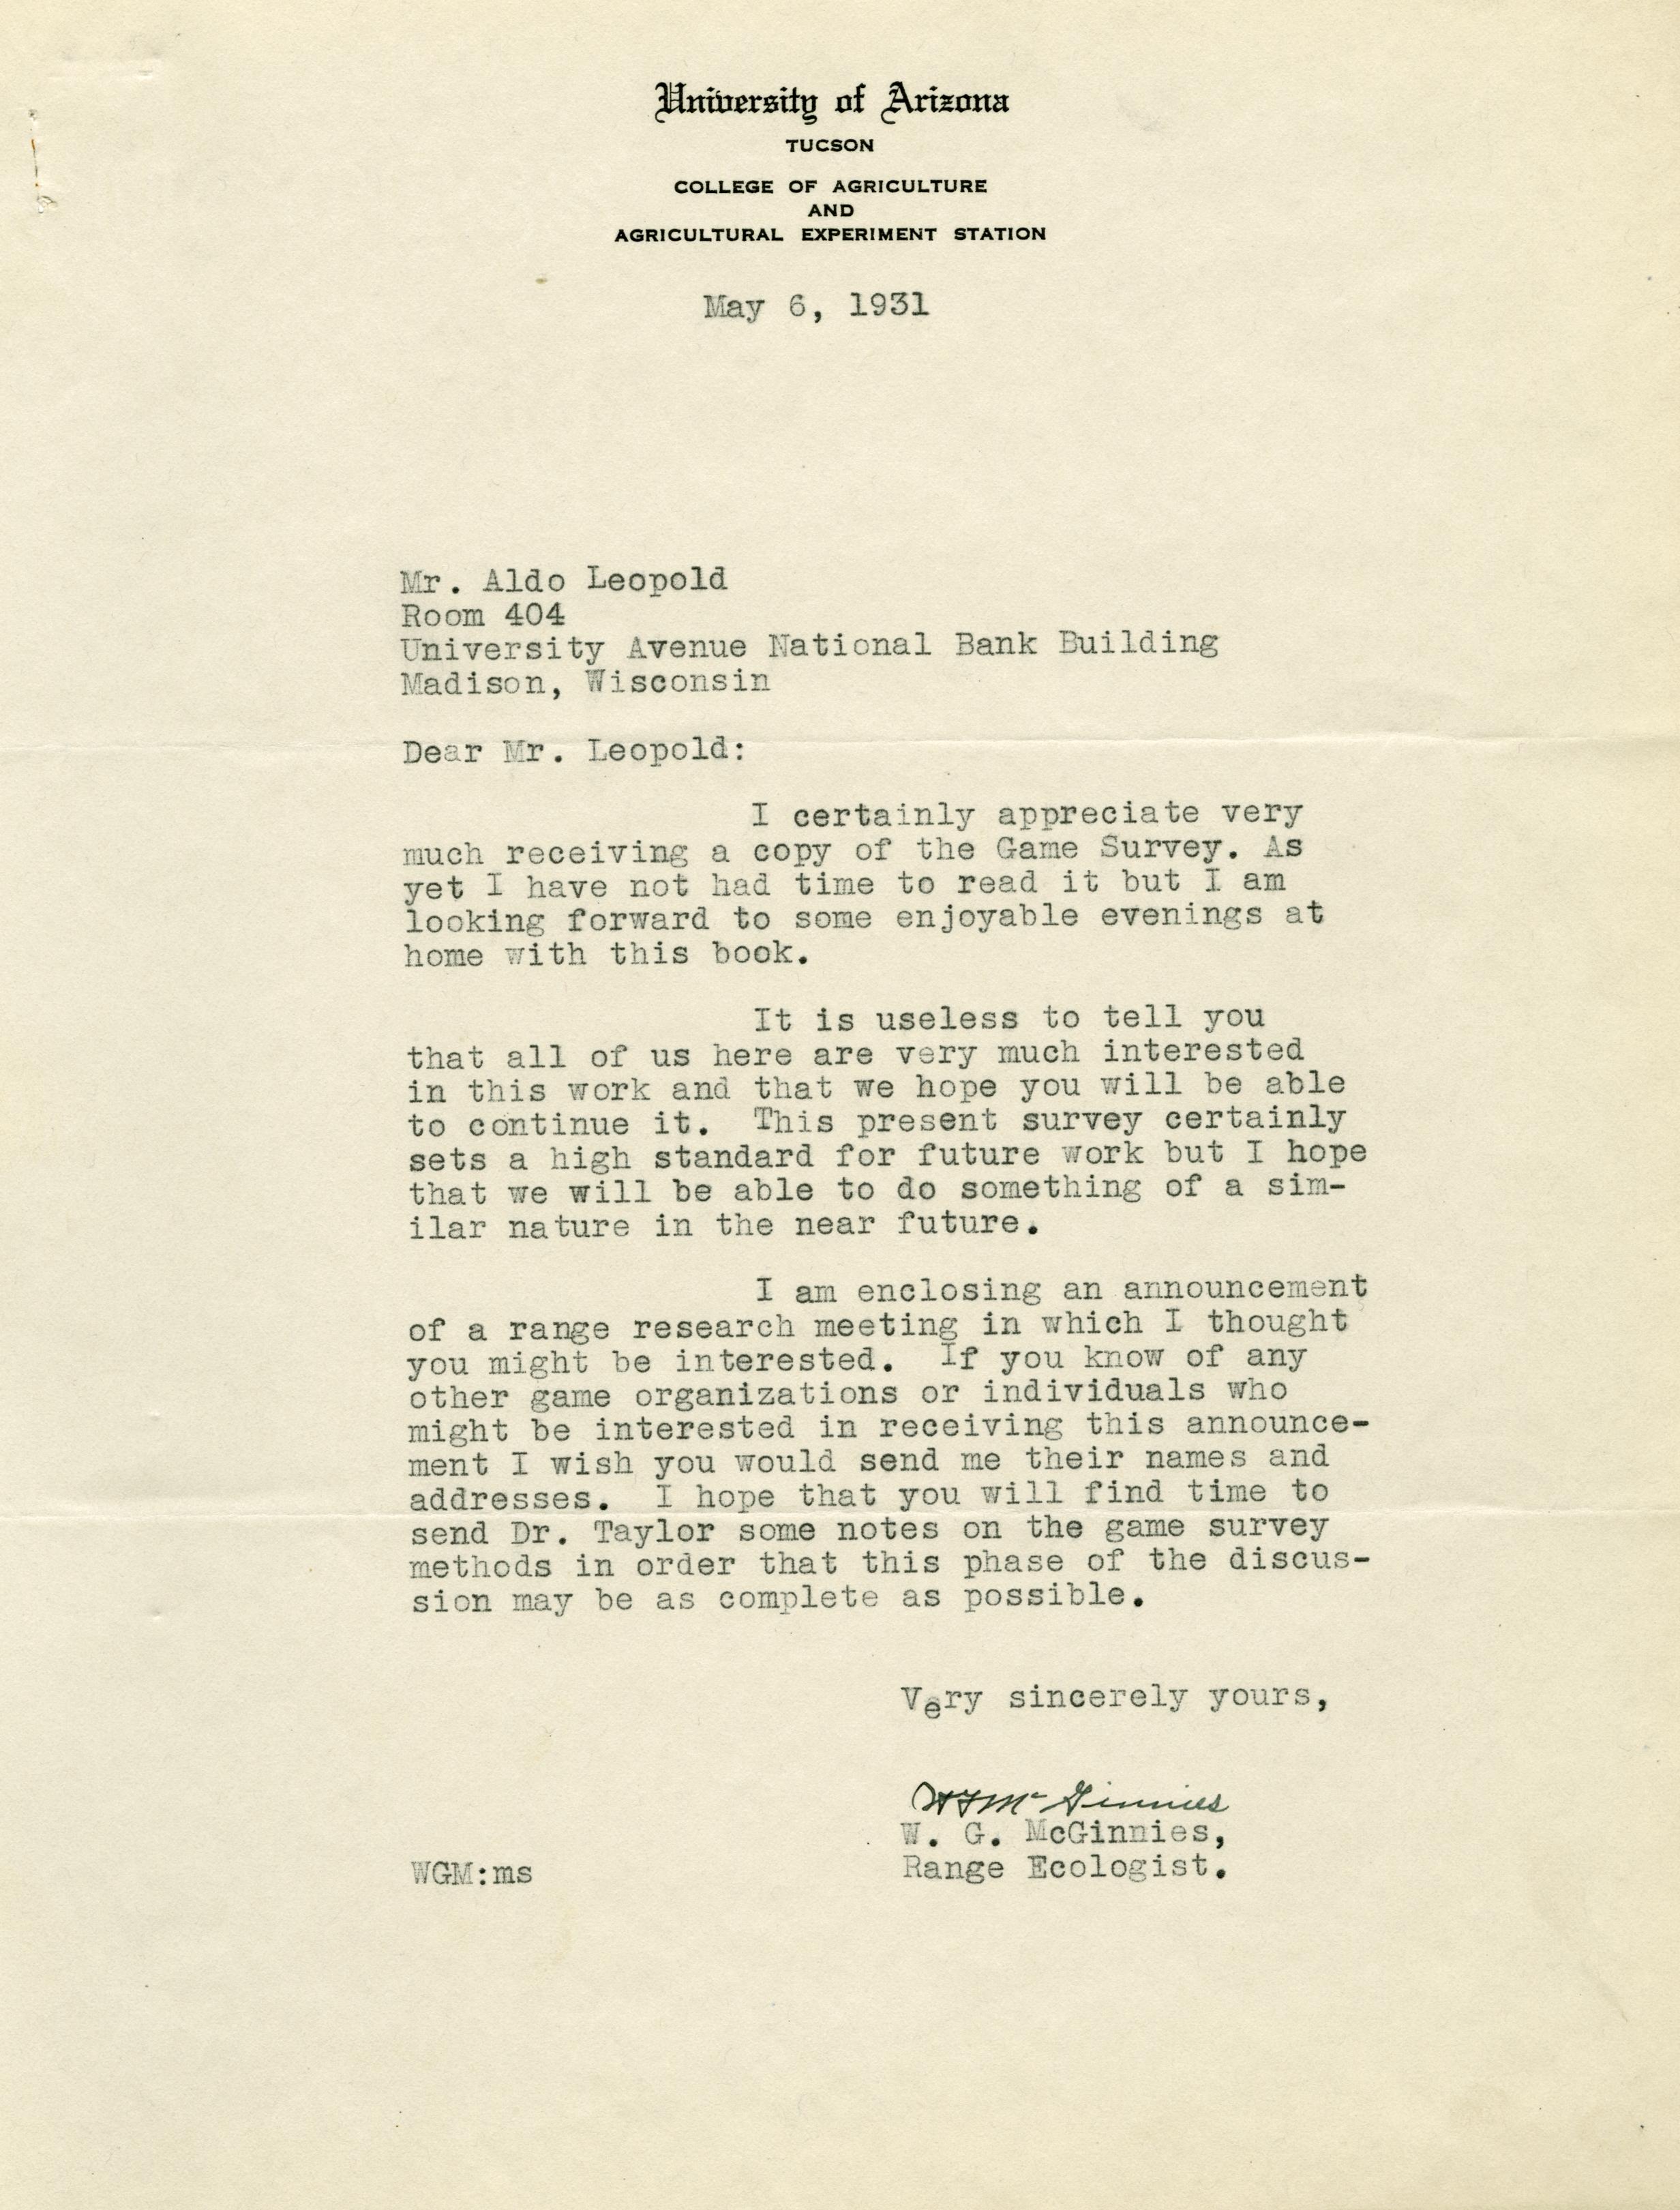 University of Arizona
TUCSON
COLLEGE OF AGRICULTURE
AND
AGRICULTURAL EXPERIMENT STATION
May 6, 1931
Mr. Aldo Leopold
Room 404
University Avenue National Bank Building
Madison, Wisconsin
Dear Mr. Leopold:
I certainly appreciate very
much receiving a copy of the Game Survey. As
yet I have not had time to read it but I am
looking forward to some enjoyable evenings at
home with this book.
It is useless to tell you
that all of us here are very much interested
in this work and that we hope you will be able
to continue it. This present survey certainly
sets a high standard for future work but I hope
that we will be able to do something of a sim-
ilar nature in the near future.
I am enclosing an announcement
of a range research meeting in which I thought
you might be interested. If you know of any
other game organizations or individuals who
might be interested in receiving this announce-
ment I wish you would send me their names and
addresses. I hope that you will find time to
send Dr. Taylor some notes on the game survey
methods in order that this phase of the discus-
sion may be as complete as possible.
Very sincerely yours,
W G McGinnies
W. G. McGinnies,
Range Ecologist.
WGM:ms